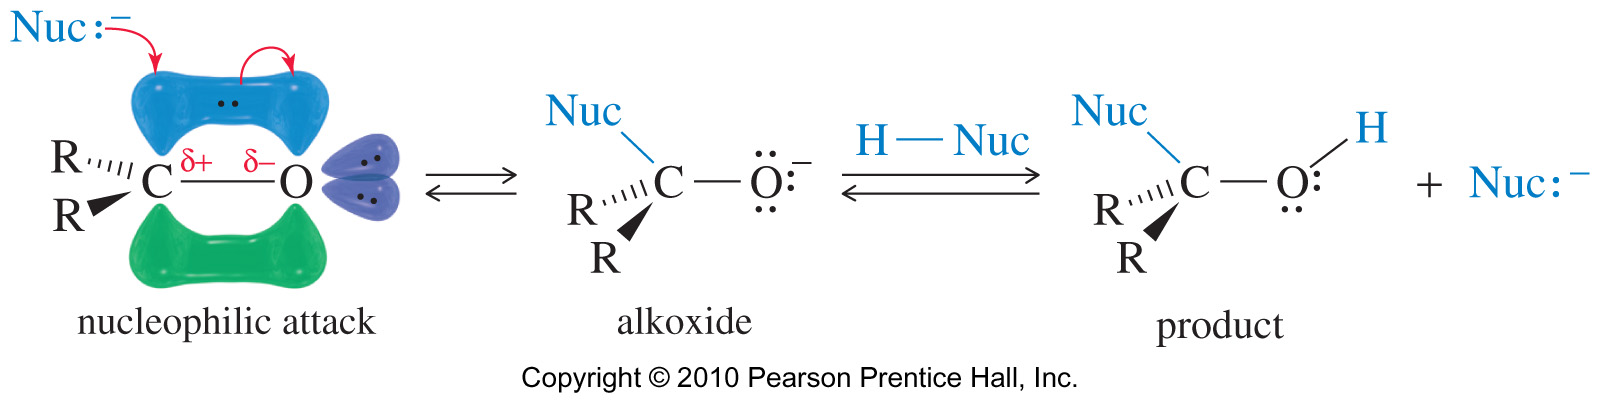 Nuc:⁻
R C δ+ δ− O
R
nucleophilic attack
Nuc
C O:⁻
R
R
alkoxide
H — Nuc
Nuc H
C O:
R
R
product
+ Nuc:⁻
Copyright © 2010 Pearson Prentice Hall, Inc.